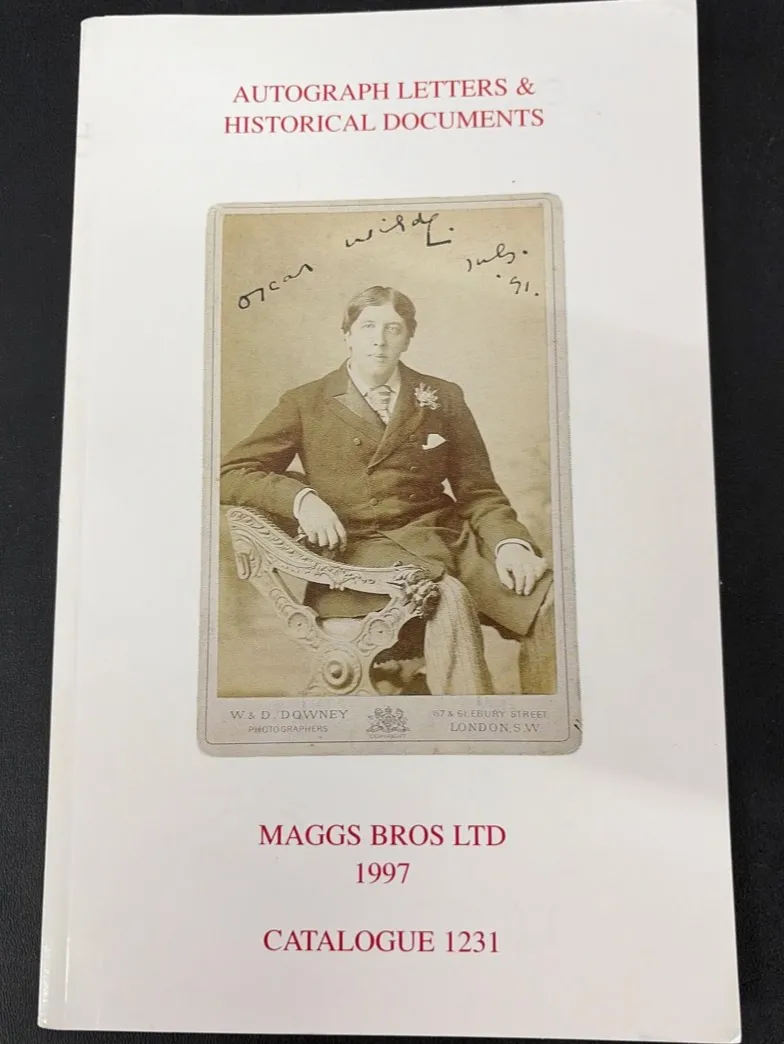 AUTOGRAPH LETTERS &
HISTORICAL DOCUMENTS
Oscar Wilde.
July.
'91.
W & D. DOWNEY
PHOTOGRAPHERS
COPYRIGHT
57 & 61, EBURY STREET
LONDON, S.W.
MAGGS BROS LTD
1997
CATALOGUE 1231